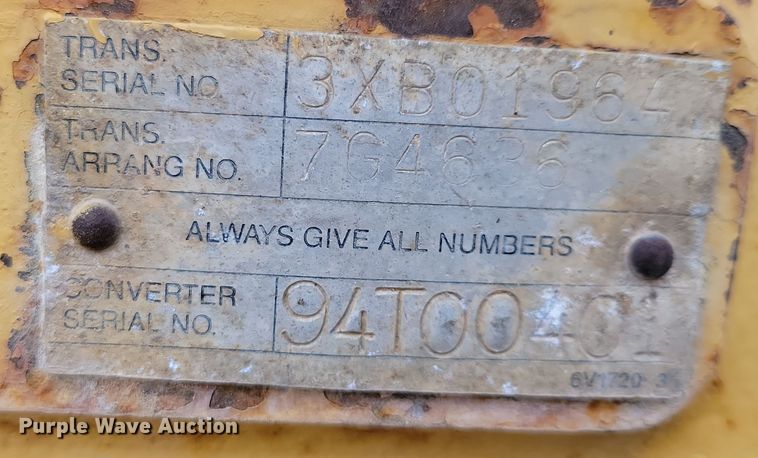 TRANS.
SERIAL NO. 3XB01964
TRANS.
ARRANG NO. 7G4636
ALWAYS GIVE ALL NUMBERS
CONVERTER
SERIAL NO. 94T00401
6V1720
Purple Wave Auction®